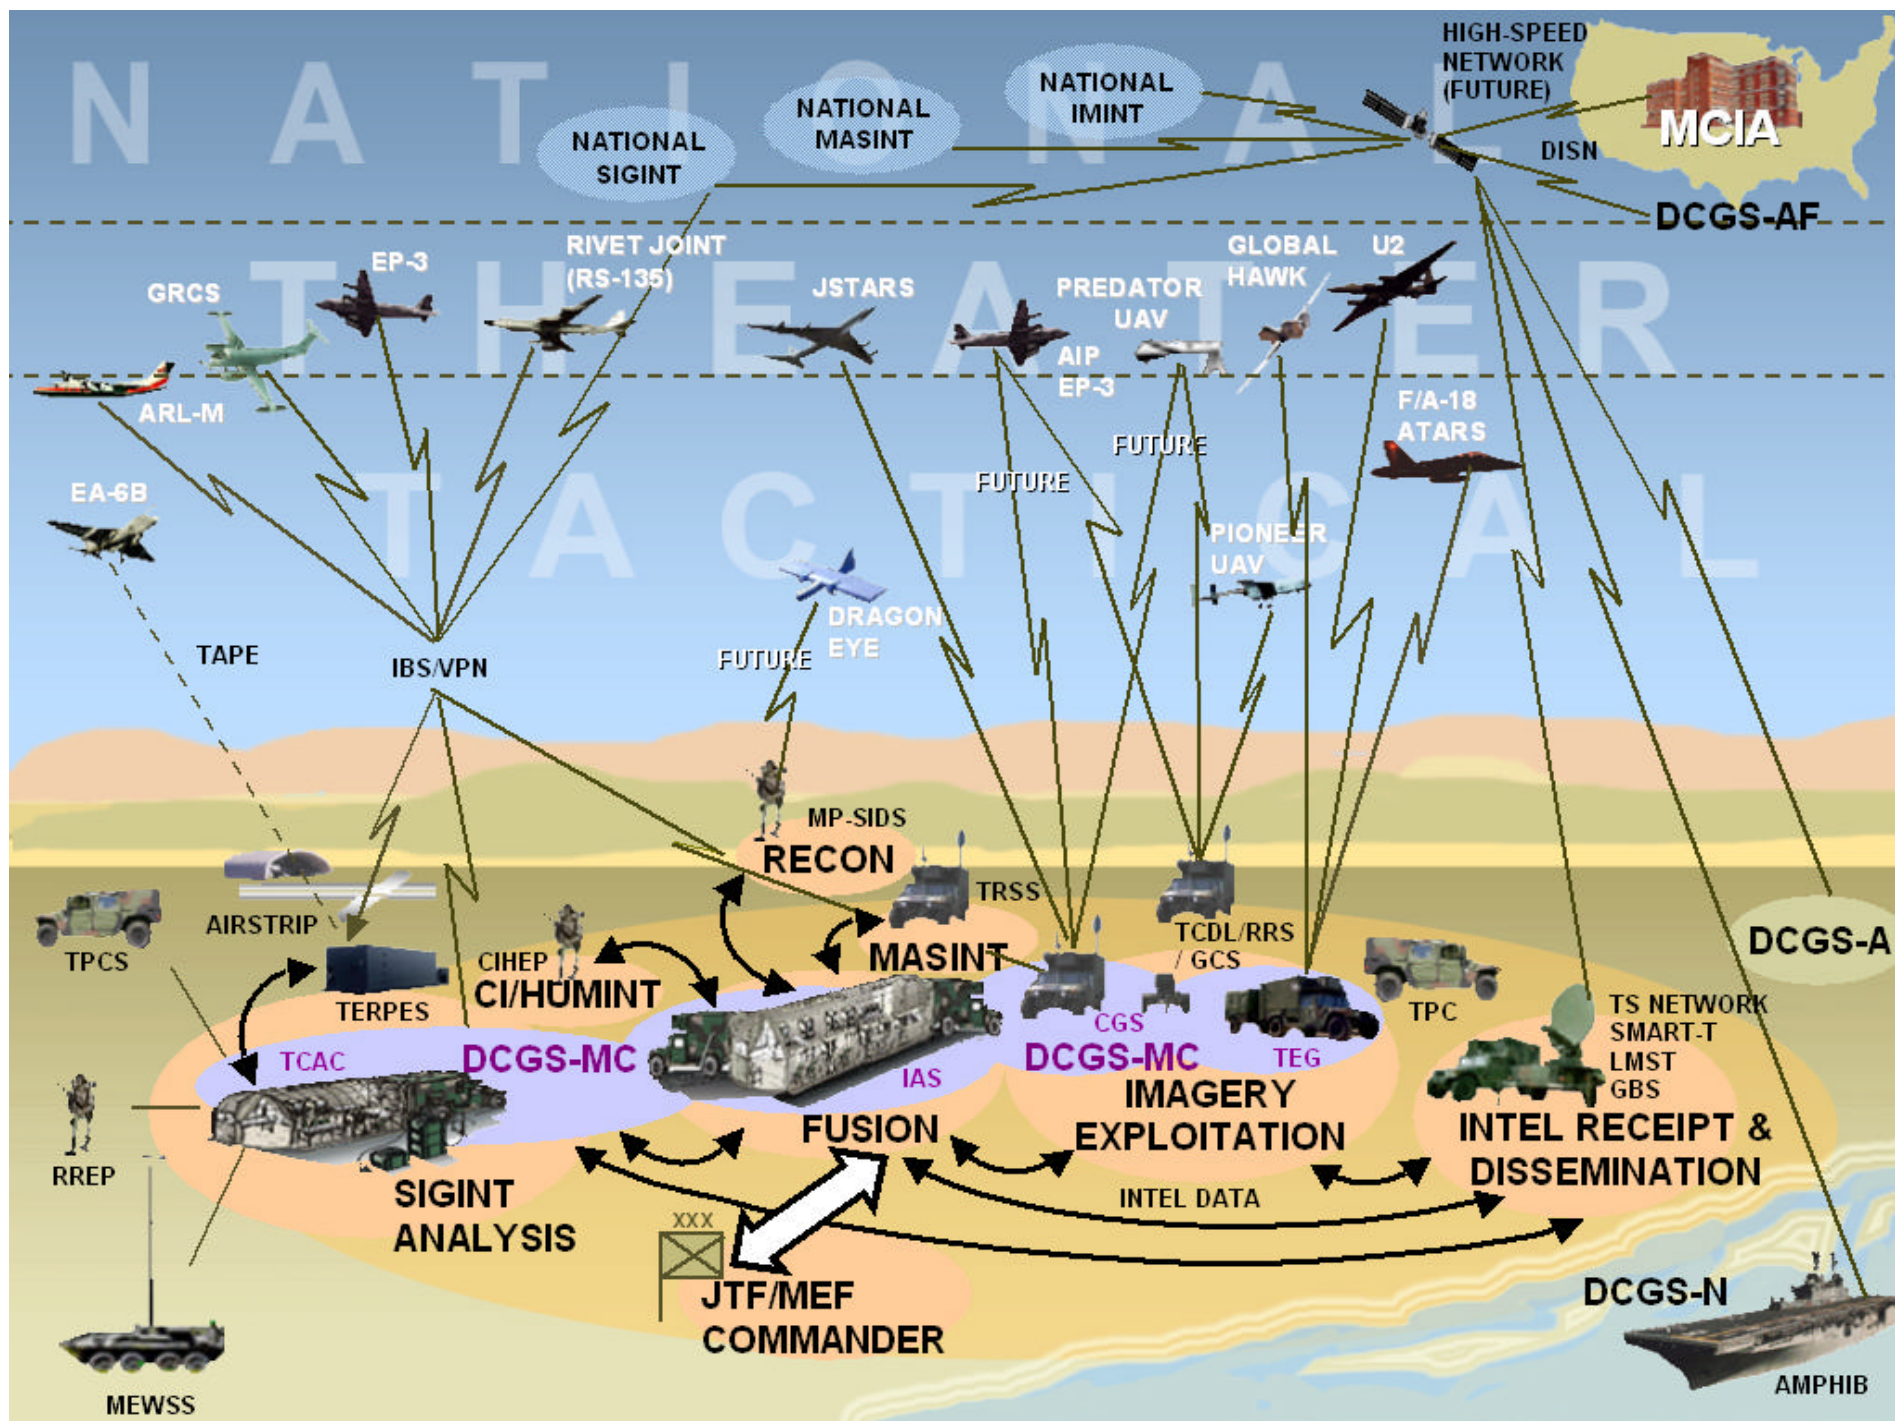 NATIONAL
HIGH-SPEED
NETWORK
(FUTURE)
NATIONAL
IMINT
NATIONAL
MASINT
NATIONAL
SIGINT
MCIA
DISN
DCGS-AF
THEATER
RIVET JOINT
(RS-135)
EP-3
GRCS
JSTARS
PREDATOR
UAV
GLOBAL
HAWK
U2
AIP
EP-3
ARL-M
F/A-18
ATARS
FUTURE
FUTURE
TACTICAL
EA-6B
PIONEER
UAV
DRAGON
EYE
TAPE
IBS/VPN
FUTURE
MP-SIDS
RECON
TRSS
AIRSTRIP
TPCS
TERPES
CIHEP
CI/HUMINT
MASINT
TCDL/RRS
/ GCS
TPC
DCGS-A
TS NETWORK
SMART-T
LMST
GBS
TCAC
DCGS-MC
IAS
CGS
DCGS-MC
TEG
FUSION
IMAGERY
EXPLOITATION
INTEL RECEIPT &
DISSEMINATION
RREP
SIGINT
ANALYSIS
INTEL DATA
XXX
JTF/MEF
COMMANDER
DCGS-N
AMPHIB
MEWSS